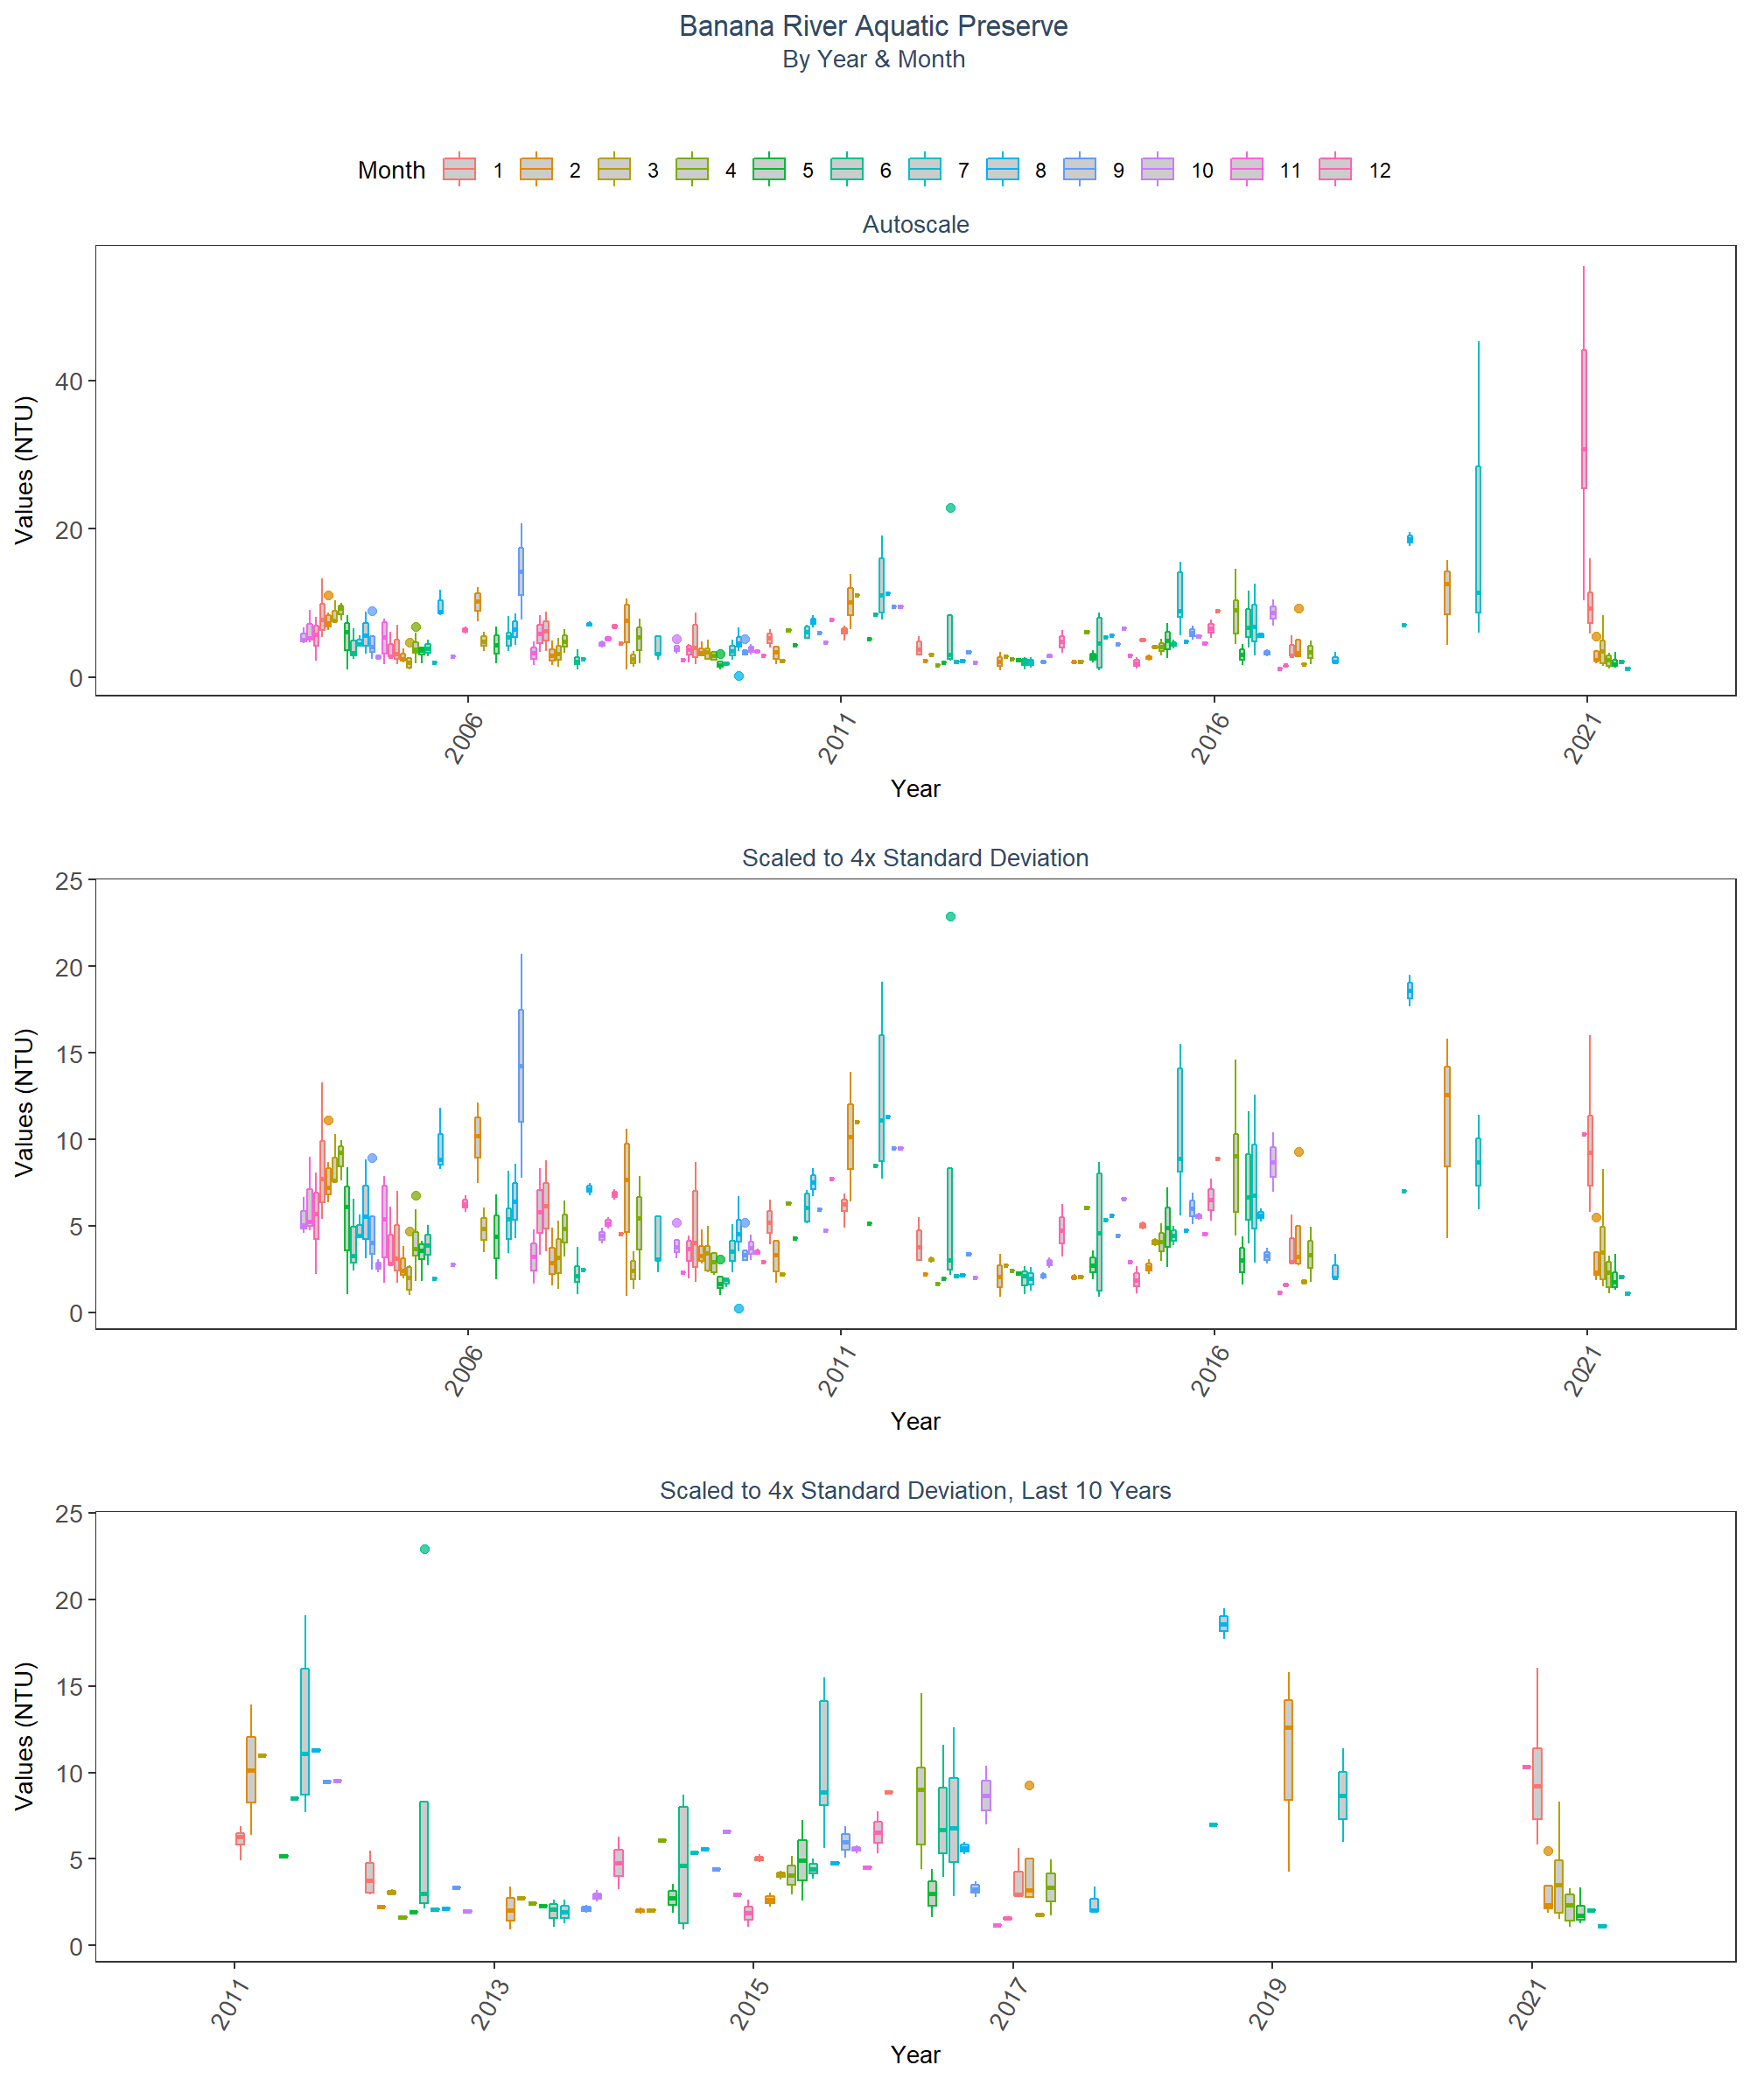 Banana River Aquatic Preserve
By Year & Month
Month 1 2 3 4 5 6 7 8 9 10 11 12
Autoscale
Values (NTU)
40
20
0
2006 2011 2016 2021
Year
Scaled to 4x Standard Deviation
Values (NTU)
25
20
15
10
5
0
2006 2011 2016 2021
Year
Scaled to 4x Standard Deviation, Last 10 Years
Values (NTU)
25
20
15
10
5
0
2011 2013 2015 2017 2019 2021
Year